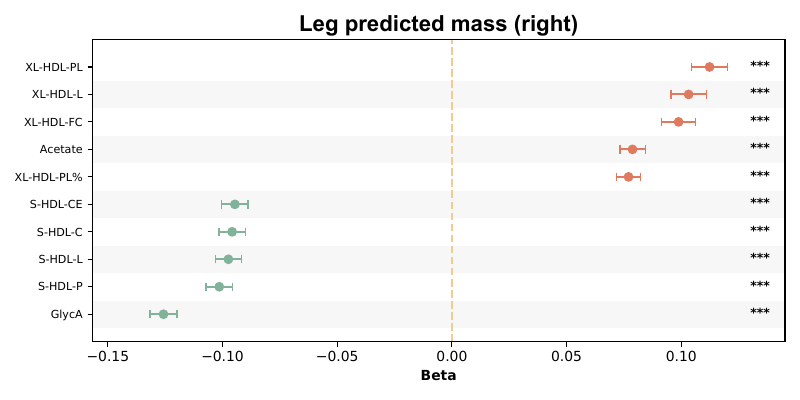 Leg predicted mass (right)
XL-HDL-PL ***
XL-HDL-L ***
XL-HDL-FC ***
Acetate ***
XL-HDL-PL% ***
S-HDL-CE ***
S-HDL-C ***
S-HDL-L ***
S-HDL-P ***
GlycA ***
−0.15 −0.10 −0.05 0.00 0.05 0.10
Beta